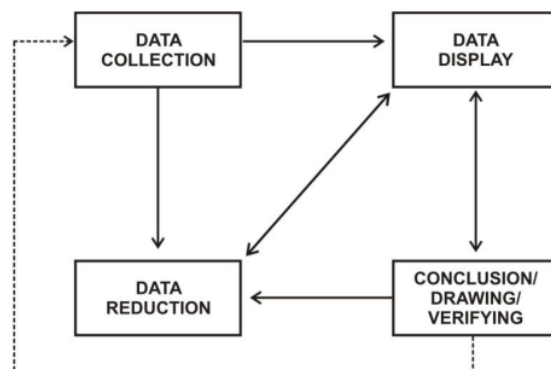 DATA
COLLECTION
DATA
DISPLAY
DATA
REDUCTION
CONCLUSION/
DRAWING/
VERIFYING